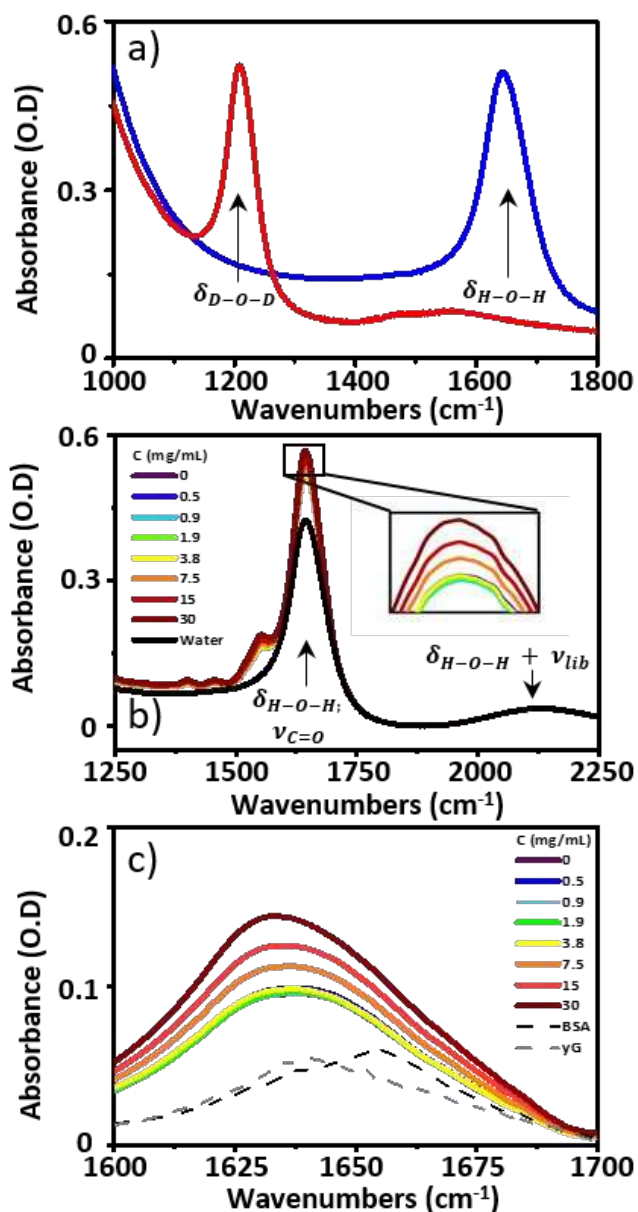 a)
Absorbance (O.D)
0.6
0.3
0
δD-O-D
δH-O-H
1000 1200 1400 1600 1800
Wavenumbers (cm-1)
Absorbance (O.D)
0.6
0.3
0
C (mg/mL)
0
0.5
0.9
1.9
3.8
7.5
15
30
Water
δH-O-H;
νC=O
δH-O-H + νlib
b)
1250 1500 1750 2000 2250
Wavenumbers (cm-1)
c)
Absorbance (O.D)
0.2
0.1
0
C (mg/mL)
0
0.5
0.9
1.9
3.8
7.5
15
30
BSA
yG
1600 1625 1650 1675 1700
Wavenumbers (cm-1)